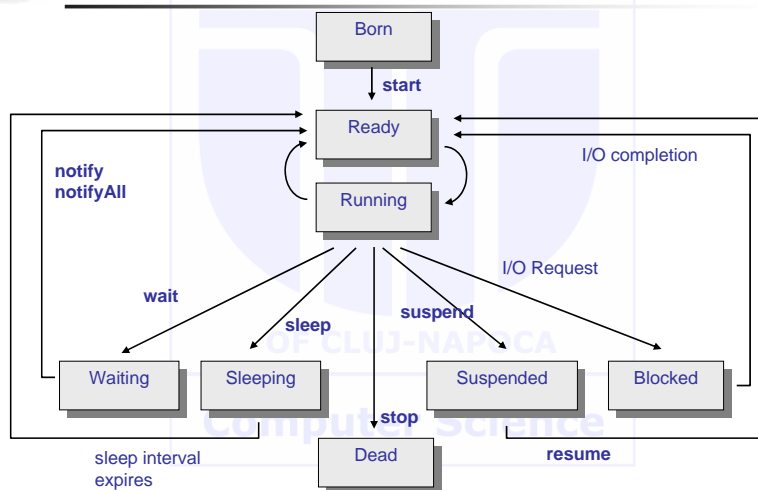 Born
start
Ready
I/O completion
notify
notifyAll
Running
I/O Request
wait
suspend
sleep
OF CLUJ-NAPOCA
Waiting
Sleeping
Suspended
Blocked
stop
Computer Science
Dead
resume
sleep interval
expires